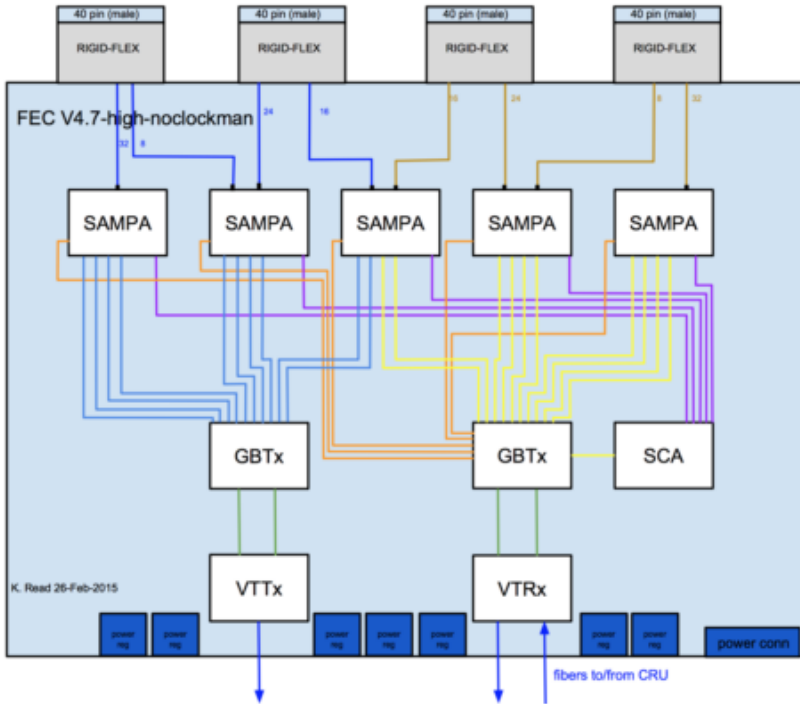 40 pin (male) 40 pin (male) 40 pin (male) 40 pin (male)
RIGID-FLEX RIGID-FLEX RIGID-FLEX RIGID-FLEX
FEC V4.7-high-noclockman
32 8 24 16 16 24 8 32
SAMPA SAMPA SAMPA SAMPA SAMPA
GBTx GBTx SCA
VTTx VTRx
K. Read 26-Feb-2015
power reg
power reg
power reg
power reg
power reg
power reg
power reg
power conn
fibers to/from CRU